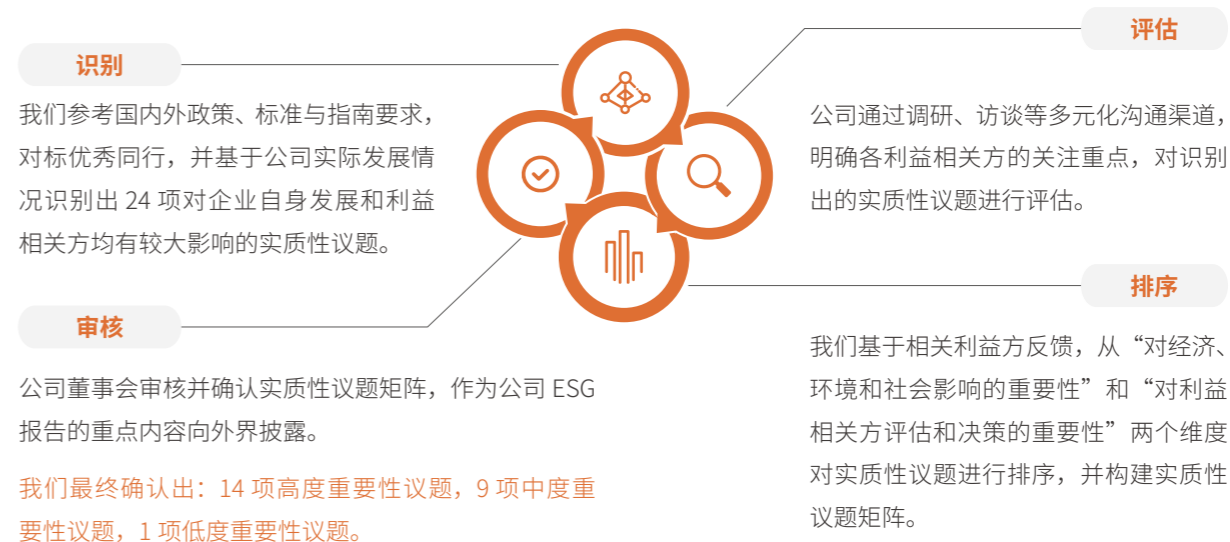 识别
我们参考国内外政策、标准与指南要求，
对标优秀同行，并基于公司实际发展情
况识别出 24 项对企业自身发展和利益
相关方均有较大影响的实质性议题。
评估
公司通过调研、访谈等多元化沟通渠道，
明确各利益相关方的关注重点，对识别
出的实质性议题进行评估。
排序
我们基于相关利益方反馈，从“对经济、
环境和社会影响的重要性”和“对利益
相关方评估和决策的重要性”两个维度
对实质性议题进行排序，并构建实质性
议题矩阵。
审核
公司董事会审核并确认实质性议题矩阵，作为公司 ESG
报告的重点内容向外界披露。
我们最终确认出：14 项高度重要性议题，9 项中度重
要性议题，1 项低度重要性议题。